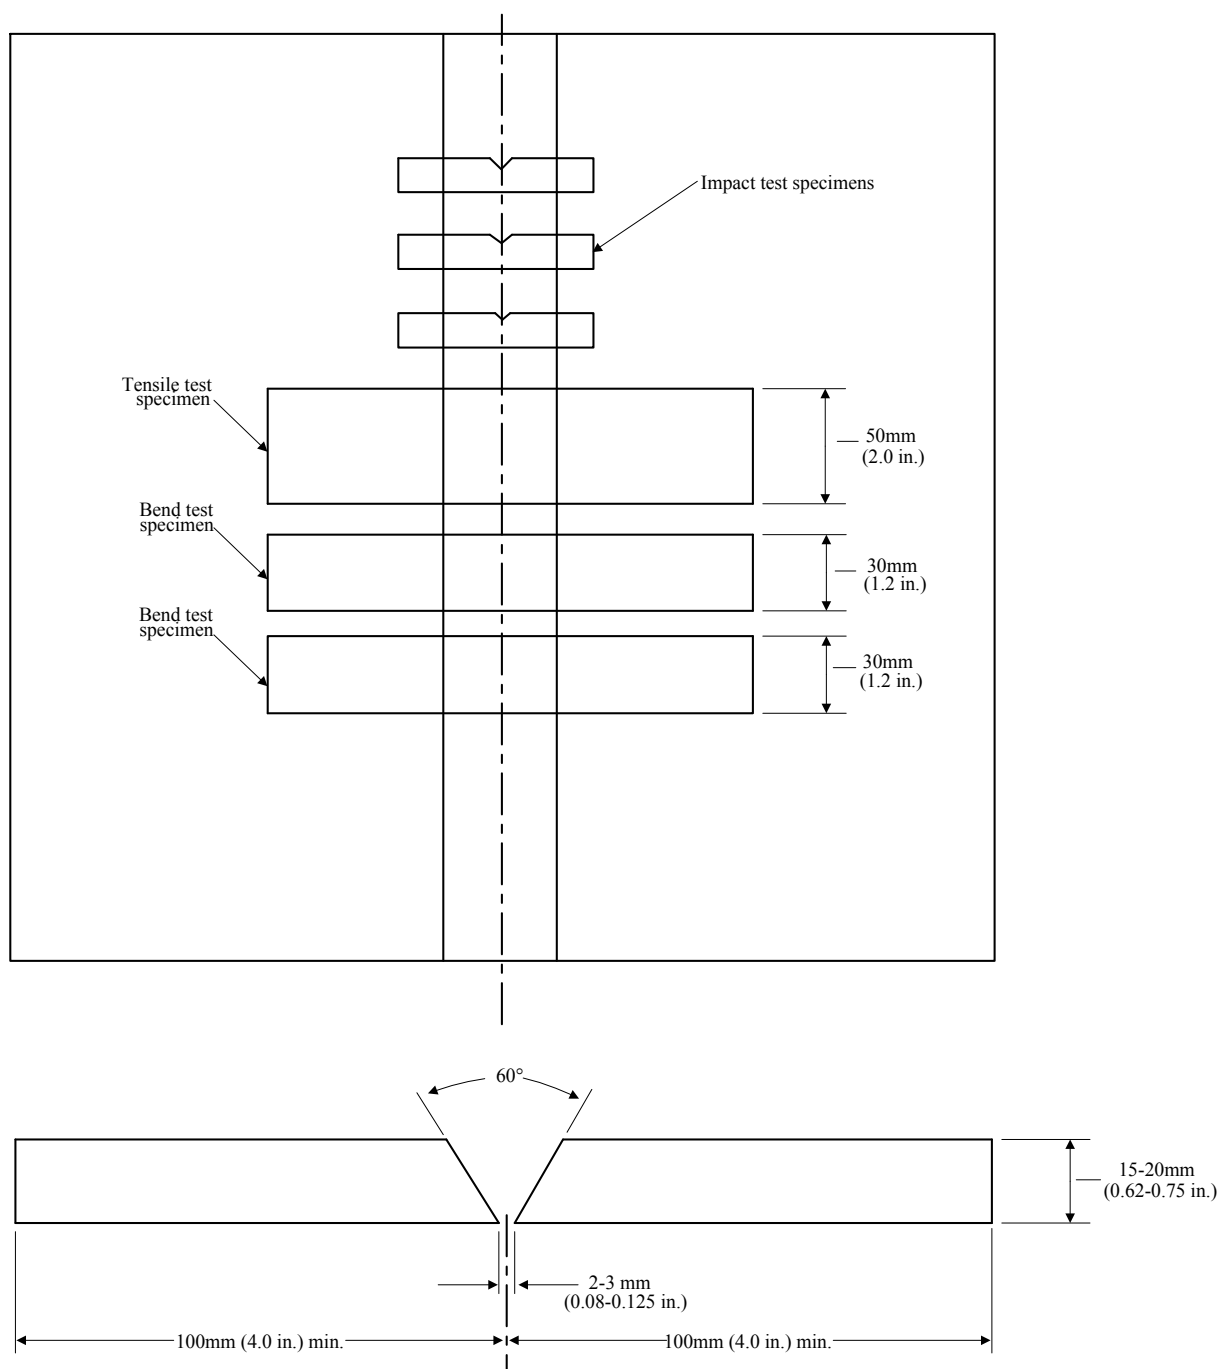 Impact test specimens
Tensile test
specimen
50mm
(2.0 in.)
Bend test
specimen
30mm
(1.2 in.)
Bend test
specimen
30mm
(1.2 in.)
60°
15-20mm
(0.62-0.75 in.)
2-3 mm
(0.08-0.125 in.)
100mm (4.0 in.) min.
100mm (4.0 in.) min.